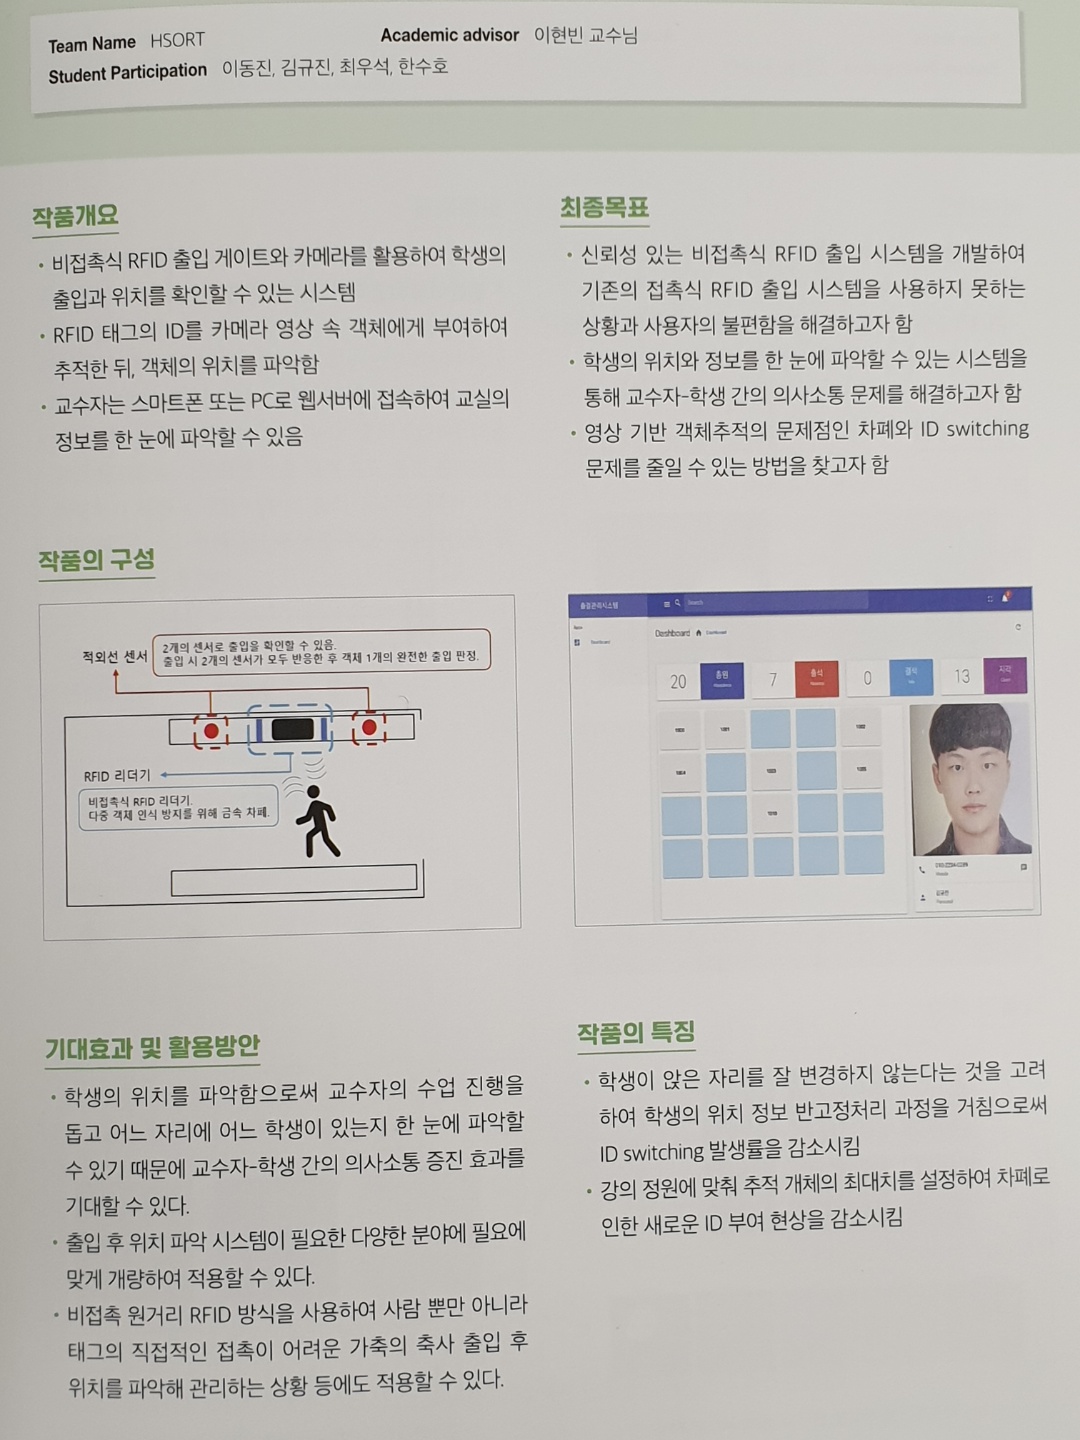 Team Name HSORT Academic advisor 이현빈 교수님
Student Participation 이동진, 김규진, 최우석, 한수호
작품개요
• 비접촉식 RFID 출입 게이트와 카메라를 활용하여 학생의
출입과 위치를 확인할 수 있는 시스템
• RFID 태그의 ID를 카메라 영상 속 객체에게 부여하여
추적한 뒤, 객체의 위치를 파악함
• 교수자는 스마트폰 또는 PC로 웹서버에 접속하여 교실의
정보를 한 눈에 파악할 수 있음
최종목표
• 신뢰성 있는 비접촉식 RFID 출입 시스템을 개발하여
기존의 접촉식 RFID 출입 시스템을 사용하지 못하는
상황과 사용자의 불편함을 해결하고자 함
• 학생의 위치와 정보를 한 눈에 파악할 수 있는 시스템을
통해 교수자-학생 간의 의사소통 문제를 해결하고자 함
• 영상 기반 객체추적의 문제점인 차폐와 ID switching
문제를 줄일 수 있는 방법을 찾고자 함
작품의 구성
적외선 센서
2개의 센서로 출입을 확인할 수 있음.
출입 시 2개의 센서가 모두 반응한 후 객체 1개의 완전한 출입 판정.
RFID 리더기
비접촉식 RFID 리더기.
다중 객체 인식 방지를 위해 금속 차폐.
출결관리시스템
Search
Dashboard
Dashboard Dashboard
20 총원
7 출석
0 결석
13 지각
1000 1001 1002
1004 1003 1005
기대효과 및 활용방안
• 학생의 위치를 파악함으로써 교수자의 수업 진행을
돕고 어느 자리에 어느 학생이 있는지 한 눈에 파악할
수 있기 때문에 교수자-학생 간의 의사소통 증진 효과를
기대할 수 있다.
• 출입 후 위치 파악 시스템이 필요한 다양한 분야에 필요에
맞게 개량하여 적용할 수 있다.
• 비접촉 원거리 RFID 방식을 사용하여 사람 뿐만 아니라
태그의 직접적인 접촉이 어려운 가축의 축사 출입 후
위치를 파악해 관리하는 상황 등에도 적용할 수 있다.
작품의 특징
• 학생이 앉은 자리를 잘 변경하지 않는다는 것을 고려
하여 학생의 위치 정보 반고정처리 과정을 거침으로써
ID switching 발생률을 감소시킴
• 강의 정원에 맞춰 추적 개체의 최대치를 설정하여 차폐로
인한 새로운 ID 부여 현상을 감소시킴